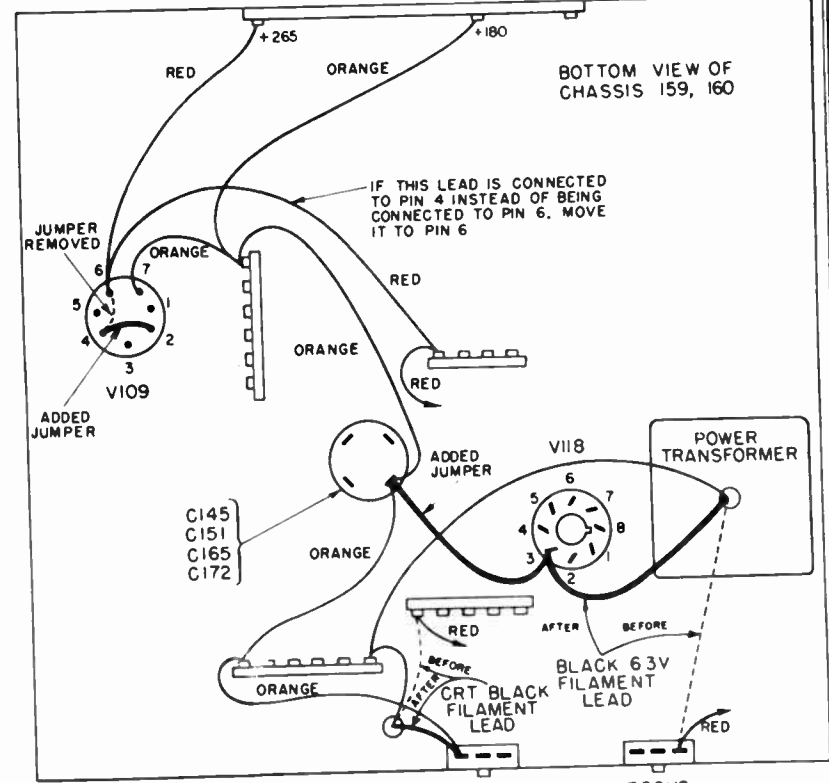 +265
+180
RED
ORANGE
BOTTOM VIEW OF
CHASSIS 159, 160
IF THIS LEAD IS CONNECTED
TO PIN 4 INSTEAD OF BEING
CONNECTED TO PIN 6, MOVE
IT TO PIN 6
JUMPER
REMOVED
ORANGE
6
7
5
1
4
2
3
V109
ADDED
JUMPER
RED
ORANGE
RED
V118
POWER
TRANSFORMER
ADDED
JUMPER
6
5
7
4
8
3
1
2
C145
C151
C165
C172
ORANGE
RED
AFTER
BEFORE
BEFORE
AFTER
BLACK 63V
FILAMENT
LEAD
ORANGE
CRT BLACK
FILAMENT
LEAD
RED